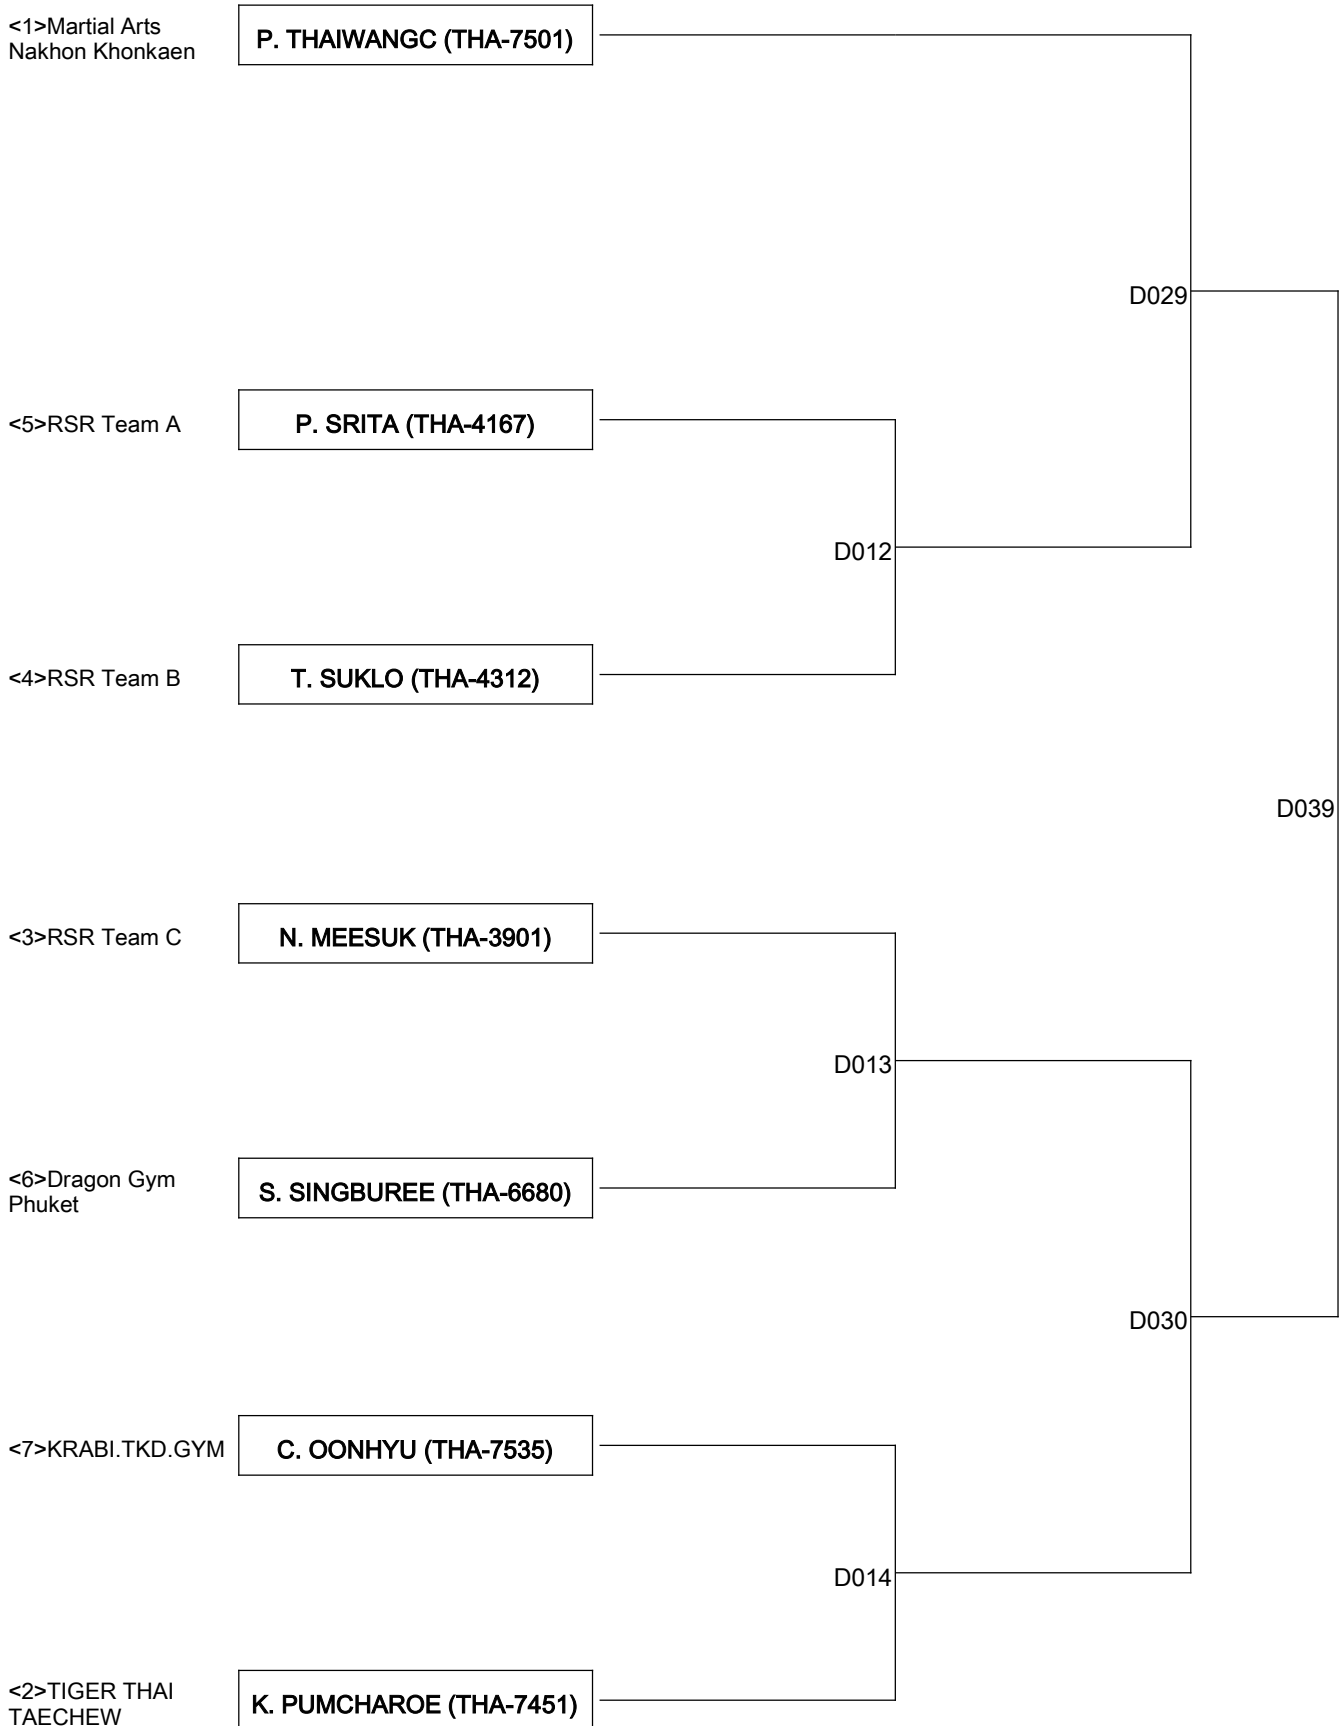 <1>Martial Arts
Nakhon Khonkaen
P. THAIWANGC (THA-7501)
D029
<5>RSR Team A
P. SRITA (THA-4167)
D012
<4>RSR Team B
T. SUKLO (THA-4312)
D039
<3>RSR Team C
N. MEESUK (THA-3901)
D013
<6>Dragon Gym
Phuket
S. SINGBUREE (THA-6680)
D030
<7>KRABI.TKD.GYM
C. OONHYU (THA-7535)
D014
<2>TIGER THAI
TAECHEW
K. PUMCHAROE (THA-7451)